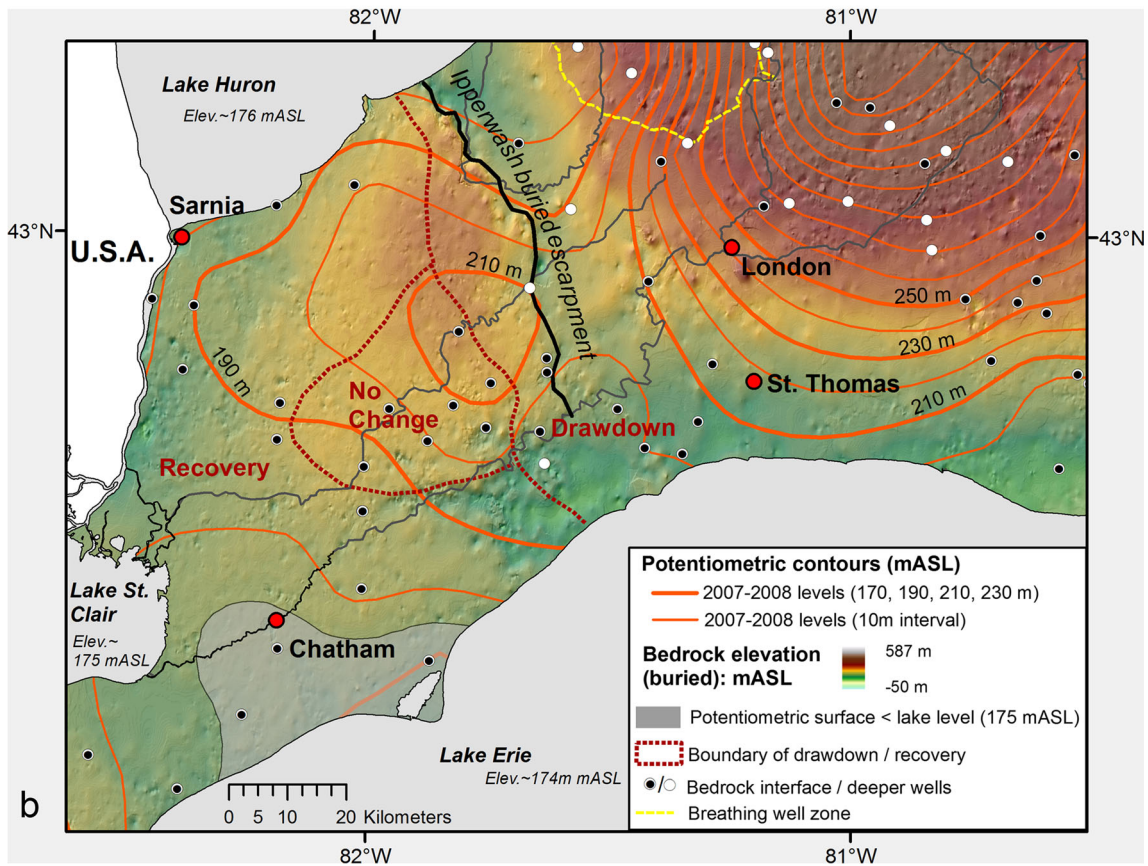 82°W
81°W
Lake Huron
Elev.~176 mASL
Ipperwash buried escarpment
Sarnia
43°N
U.S.A.
43°N
London
210 m
250 m
230 m
190 m
St. Thomas
210 m
No
Change
Drawdown
Recovery
Lake St.
Clair
Elev.~
175 mASL
Chatham
Lake Erie
Elev.~174m mASL
b
0 5 10 20 Kilometers
Potentiometric contours (mASL)
2007-2008 levels (170, 190, 210, 230 m)
2007-2008 levels (10m interval)
Bedrock elevation
(buried): mASL
587 m
-50 m
Potentiometric surface < lake level (175 mASL)
Boundary of drawdown / recovery
/
Bedrock interface / deeper wells
Breathing well zone
82°W
81°W